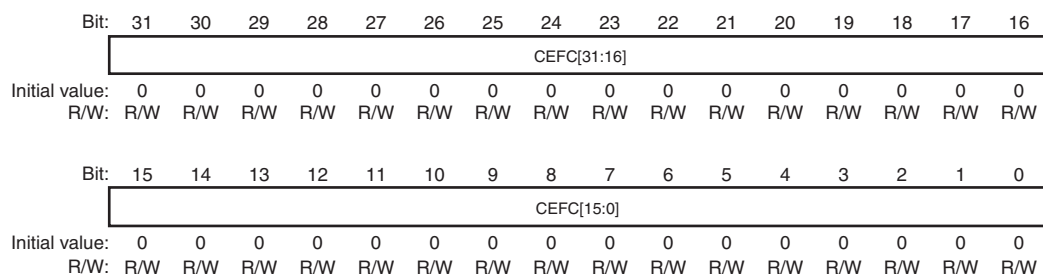 Bit: 31 30 29 28 27 26 25 24 23 22 21 20 19 18 17 16
CEFC[31:16]
Initial value: 0 0 0 0 0 0 0 0 0 0 0 0 0 0 0 0
R/W: R/W R/W R/W R/W R/W R/W R/W R/W R/W R/W R/W R/W R/W R/W R/W R/W
Bit: 15 14 13 12 11 10 9 8 7 6 5 4 3 2 1 0
CEFC[15:0]
Initial value: 0 0 0 0 0 0 0 0 0 0 0 0 0 0 0 0
R/W: R/W R/W R/W R/W R/W R/W R/W R/W R/W R/W R/W R/W R/W R/W R/W R/W